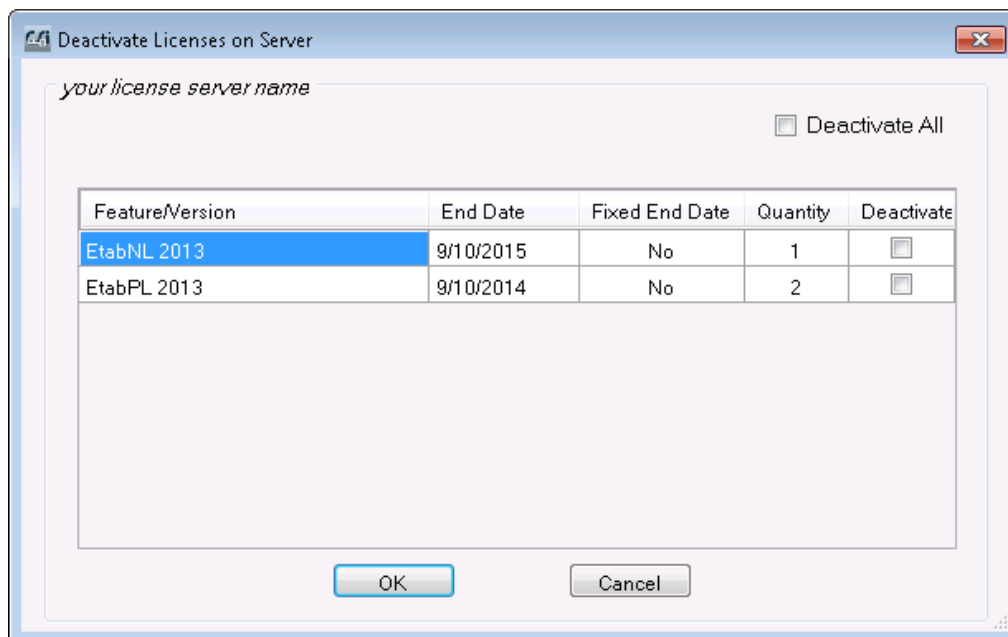 Deactivate Licenses on Server
your license server name
Deactivate All
Feature/Version End Date Fixed End Date Quantity Deactivate
EtabNL 2013 9/10/2015 No 1
EtabPL 2013 9/10/2014 No 2
OK Cancel